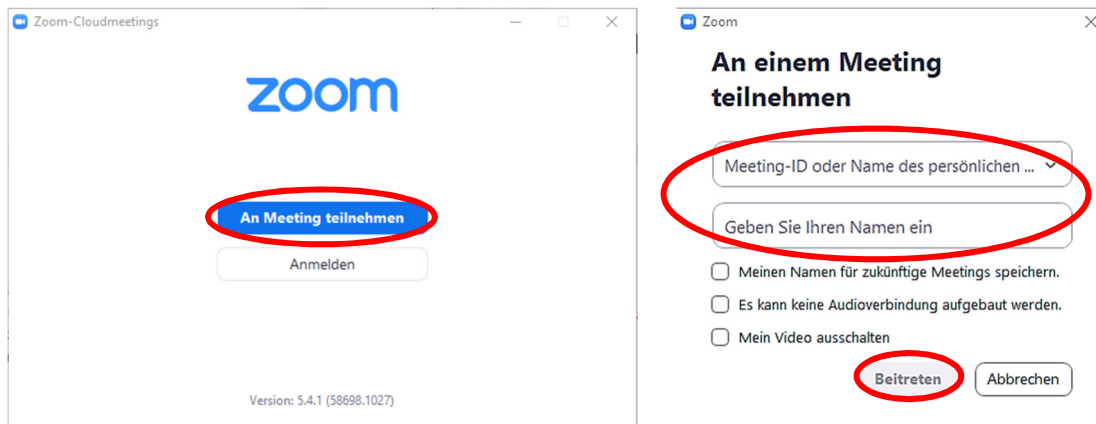 Zoom-Cloudmeetings
zoom
An Meeting teilnehmen
Anmelden
Version: 5.4.1 (58698.1027)
Zoom
An einem Meeting
teilnehmen
Meeting-ID oder Name des persönlichen ...
Geben Sie Ihren Namen ein
Meinen Namen für zukünftige Meetings speichern.
Es kann keine Audioverbindung aufgebaut werden.
Mein Video ausschalten
Beitreten Abbrechen